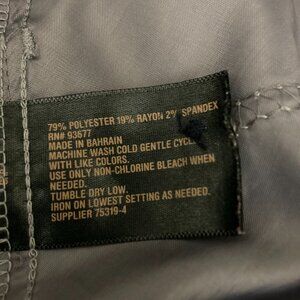 79% POLYESTER 19% RAYON 2% SPANDEX
RN# 93677
MADE IN BAHRAIN
MACHINE WASH COLD GENTLE CYCLE
WITH LIKE COLORS.
USE ONLY NON-CHLORINE BLEACH WHEN
NEEDED.
TUMBLE DRY LOW.
IRON ON LOWEST SETTING AS NEEDED.
SUPPLIER 75319-4